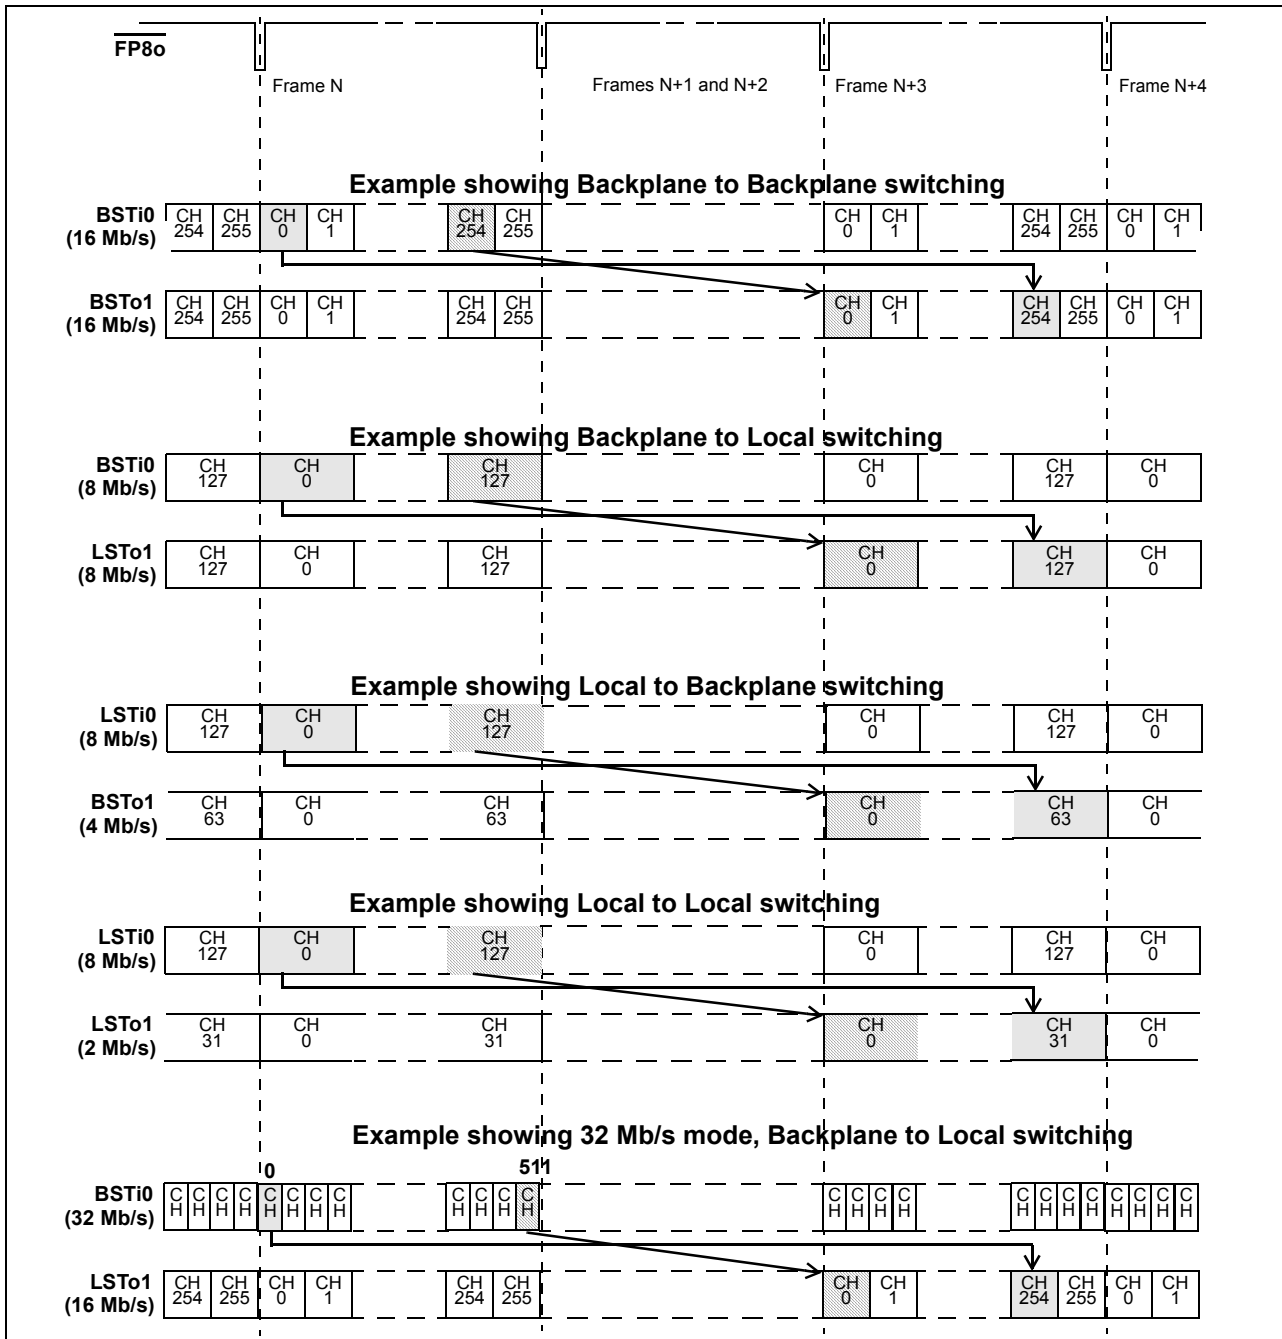 FP8o
Frame N
Frames N+1 and N+2
Frame N+3
Frame N+4
Example showing Backplane to Backplane switching
BSTi0
(16 Mb/s)
CH 254 CH 255 CH 0 CH 1 CH 254 CH 255 CH 0 CH 1 CH 254 CH 255 CH 0 CH 1
BSTo1
(16 Mb/s)
CH 254 CH 255 CH 0 CH 1 CH 254 CH 255 CH 0 CH 1 CH 254 CH 255 CH 0 CH 1
Example showing Backplane to Local switching
BSTi0
(8 Mb/s)
CH 127 CH 0 CH 127 CH 0 CH 127 CH 0
LSTo1
(8 Mb/s)
CH 127 CH 0 CH 127 CH 0 CH 127 CH 0
Example showing Local to Backplane switching
LSTi0
(8 Mb/s)
CH 127 CH 0 CH 127 CH 0 CH 127 CH 0
BSTo1
(4 Mb/s)
CH 63 CH 0 CH 63 CH 0 CH 63 CH 0
Example showing Local to Local switching
LSTi0
(8 Mb/s)
CH 127 CH 0 CH 127 CH 0 CH 127 CH 0
LSTo1
(2 Mb/s)
CH 31 CH 0 CH 31 CH 0 CH 31 CH 0
Example showing 32 Mb/s mode, Backplane to Local switching
0 511
BSTi0
(32 Mb/s)
CH CH CH CH CH CH CH CH CH CH CH CH CH CH CH CH CH CH CH CH CH CH CH CH
LSTo1
(16 Mb/s)
CH 254 CH 255 CH 0 CH 1 CH 254 CH 255 CH 0 CH 1 CH 254 CH 255 CH 0 CH 1